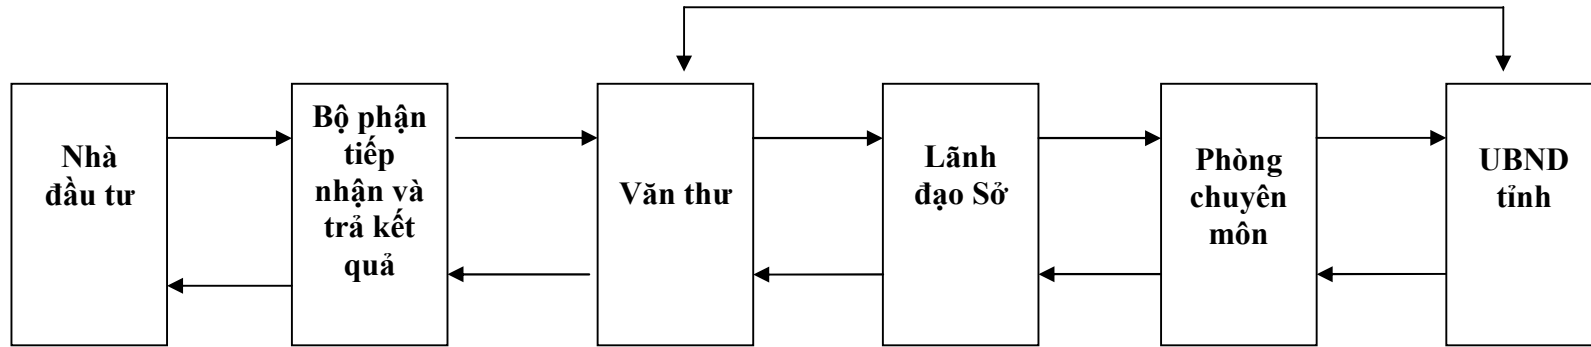 Nhà
đầu tư
Bộ phận
tiếp
nhận và
trả kết
quả
Văn thư
Lãnh
đạo Sở
Phòng
chuyên
môn
UBND
tỉnh